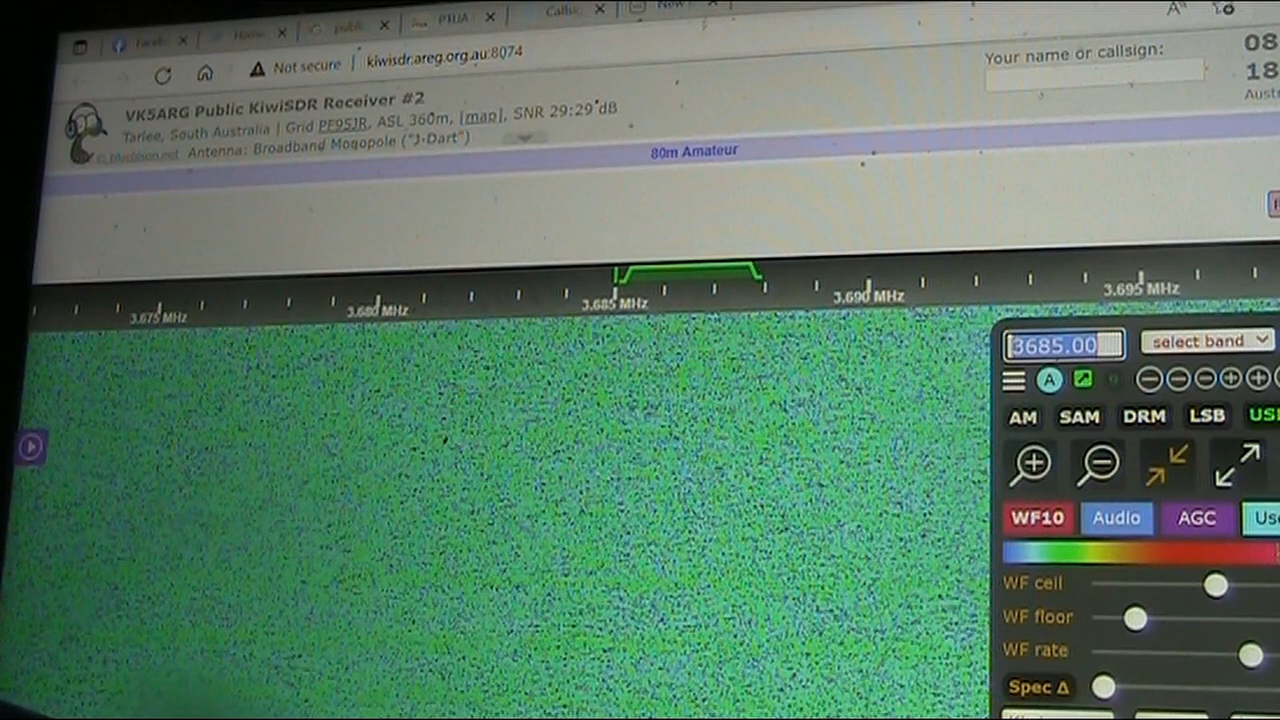 Not secure | kiwisdr.areg.org.au:8074
Your name or callsign:
08
18
VK5ARG Public KiwiSDR Receiver #2
Tarlee, South Australia | Grid PF95JR, ASL 360m, [map], SNR 29:29 dB
Antenna: Broadband Monopole ("J-Dart")
80m Amateur
3.675 MHz
3.680 MHz
3.685 MHz
3.690 MHz
3.695 MHz
3685.00
select band
A
AM SAM DRM LSB
WF10 Audio AGC
WF ceil
WF floor
WF rate
Spec Δ